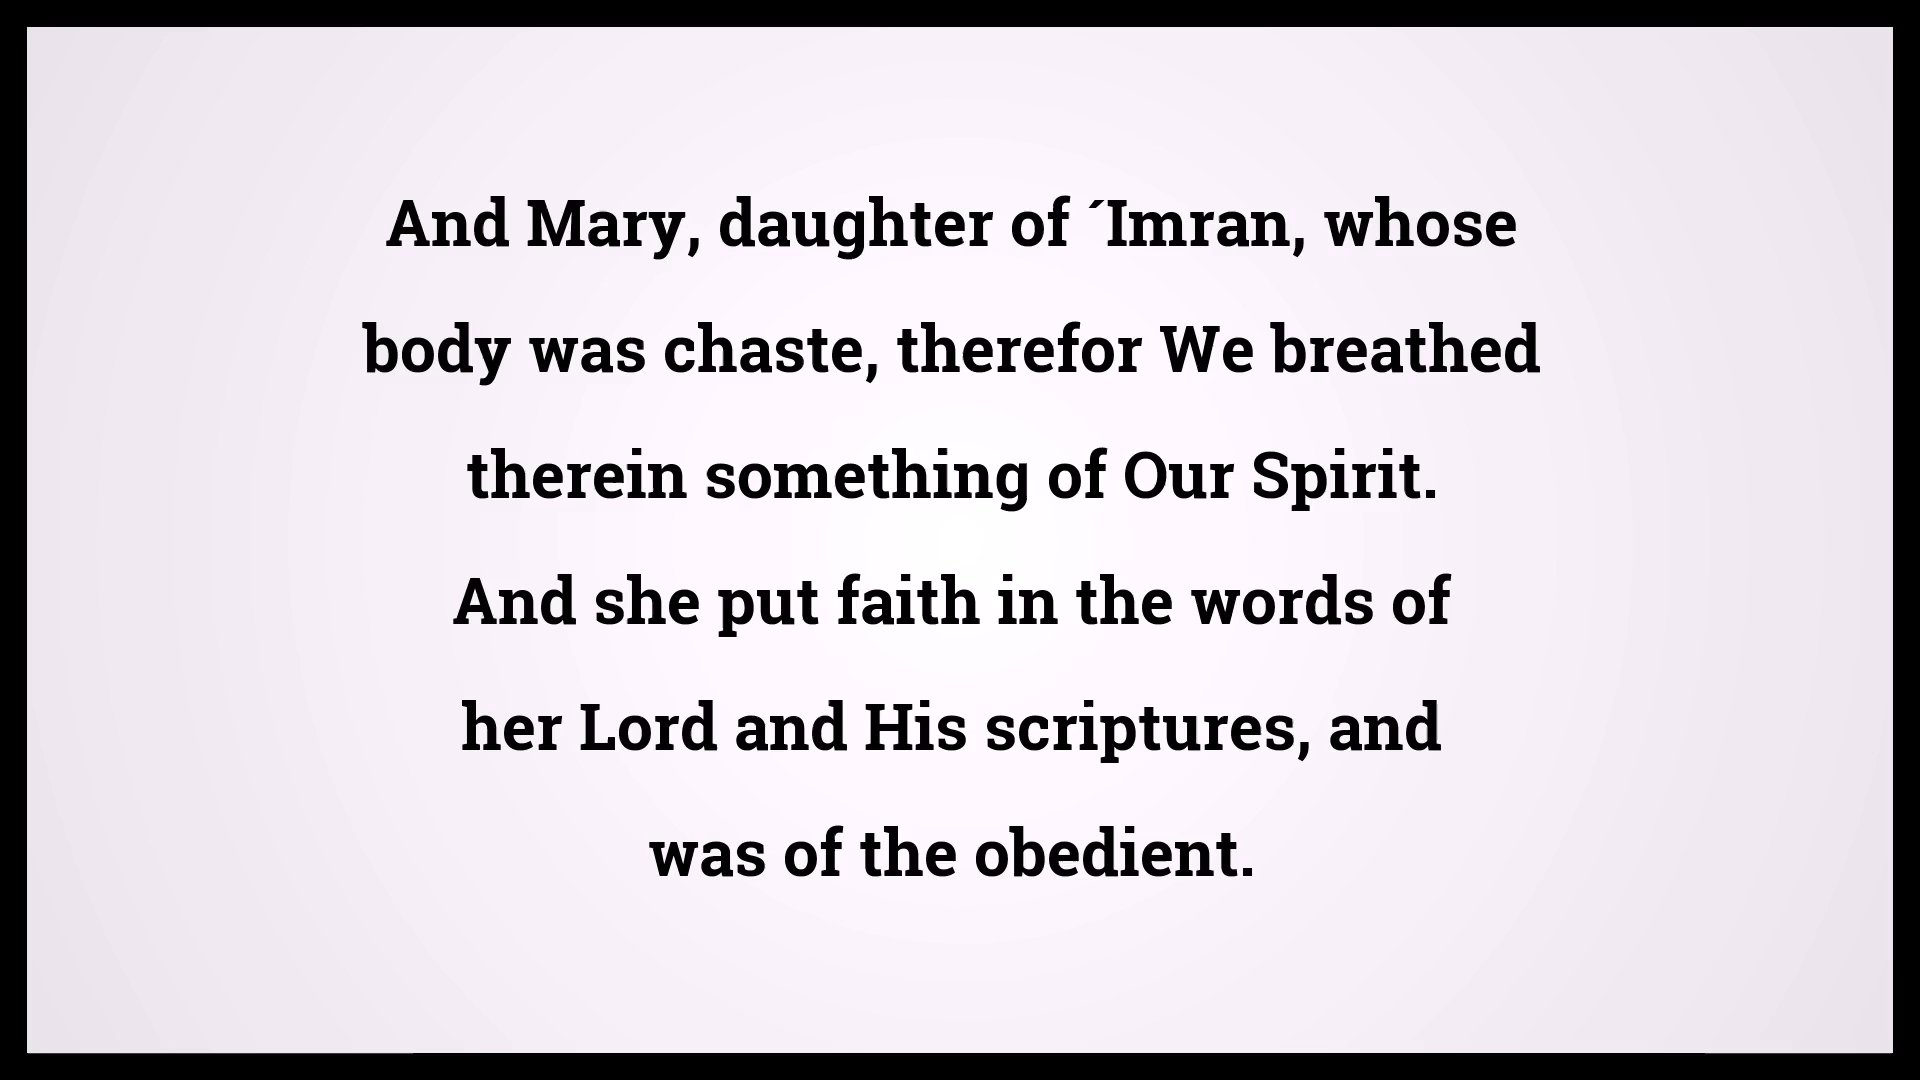 And Mary, daughter of ´Imran, whose
body was chaste, therefor We breathed
therein something of Our Spirit.
And she put faith in the words of
her Lord and His scriptures, and
was of the obedient.